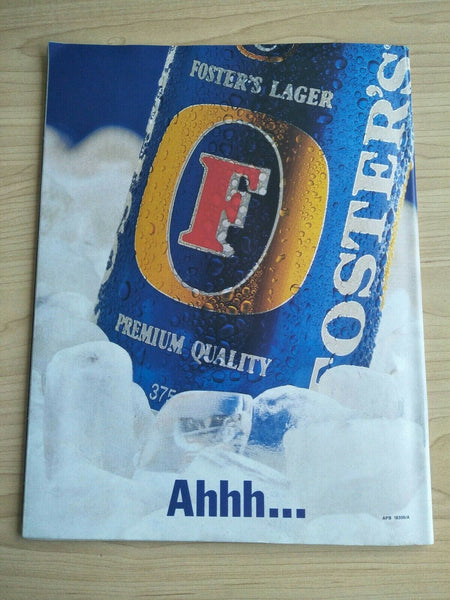 FOSTER'S LAGER
F
FOSTER'S
PREMIUM QUALITY
375
Ahhh...